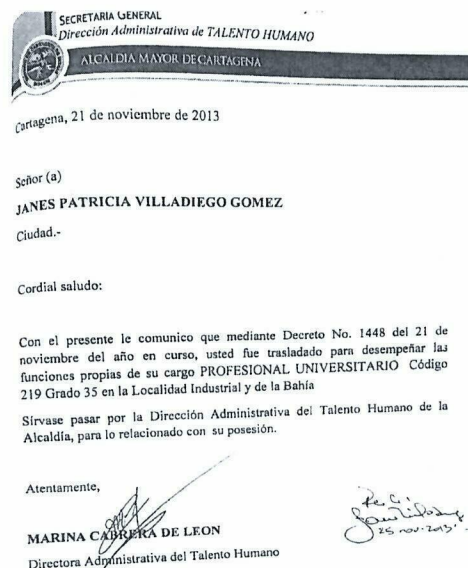 SECRETARIA GENERAL
Dirección Administrativa de TALENTO HUMANO
ALCALDIA MAYOR DE CARTAGENA
Cartagena, 21 de noviembre de 2013
Señor (a)
JANES PATRICIA VILLADIEGO GOMEZ
Ciudad.-
Cordial saludo:
Con el presente le comunico que mediante Decreto No. 1448 del 21 de
noviembre del año en curso, usted fue trasladado para desempeñar las
funciones propias de su cargo PROFESIONAL UNIVERSITARIO Código
219 Grado 35 en la Localidad Industrial y de la Bahía
Sírvase pasar por la Dirección Administrativa del Talento Humano de la
Alcaldía, para lo relacionado con su posesión.
Atentamente,
MARINA CABRERA DE LEON
Directora Administrativa del Talento Humano
25 nov-2013